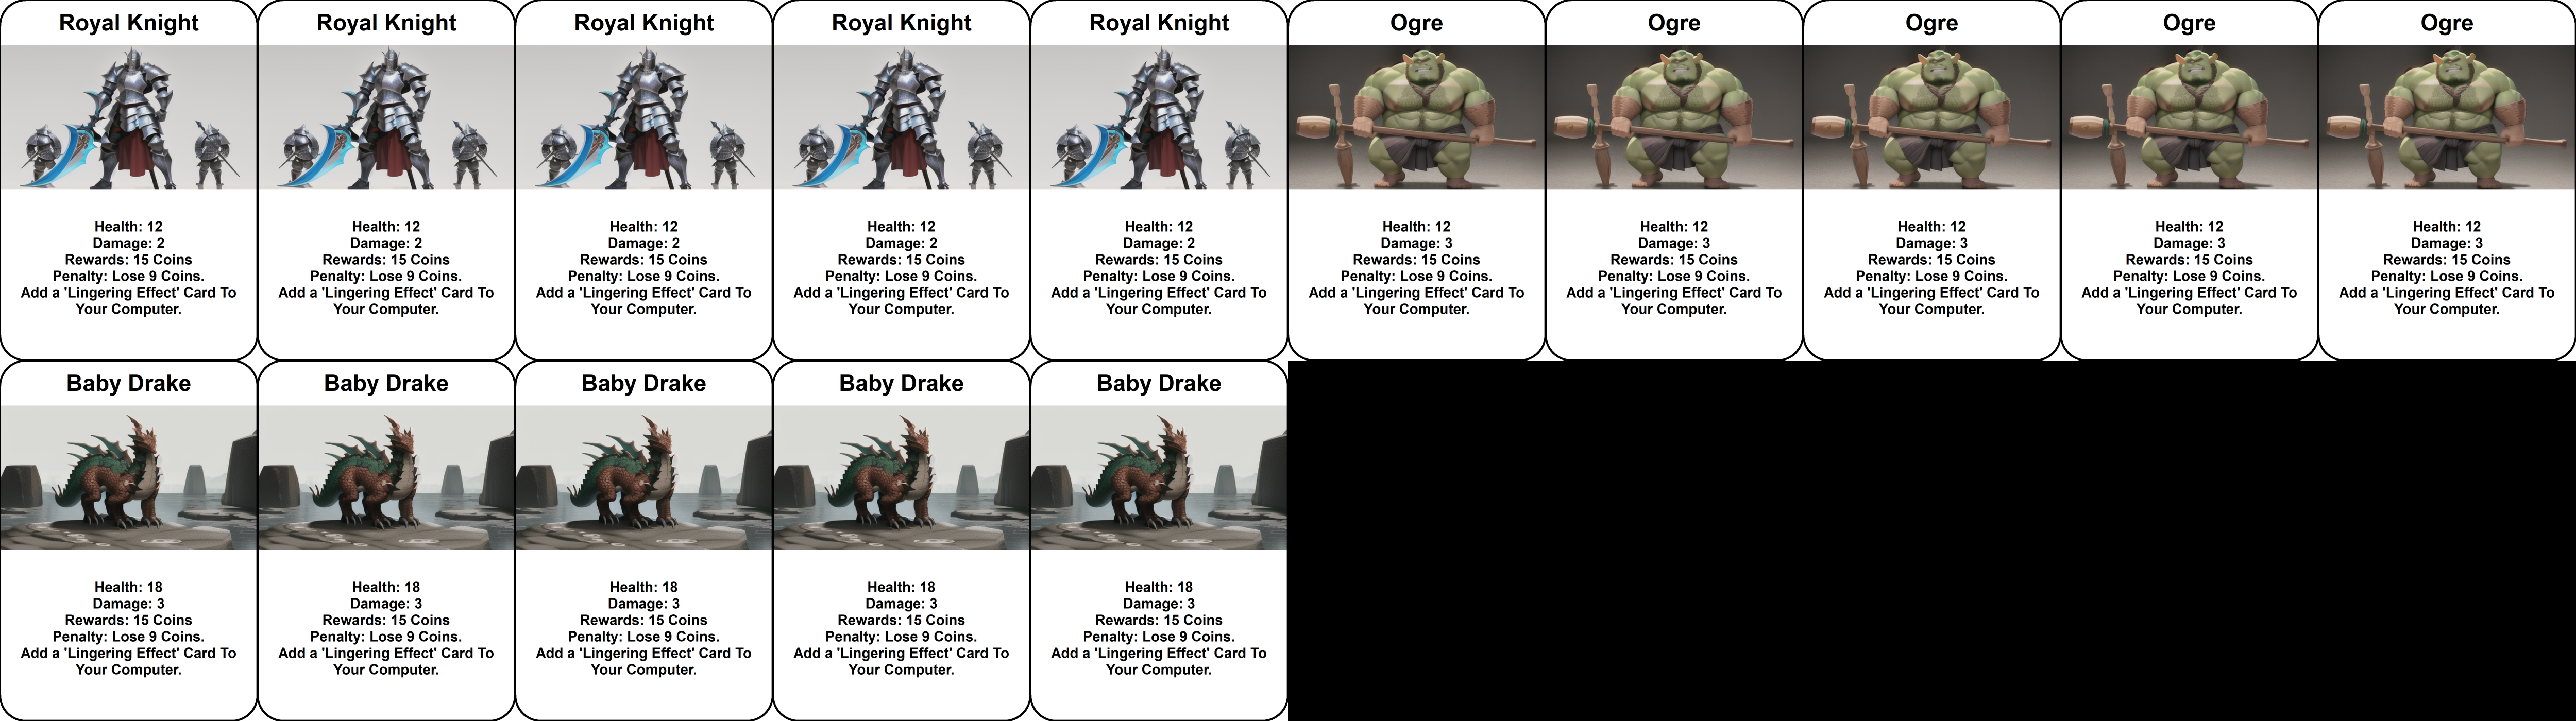 Royal Knight
Health: 12
Damage: 2
Rewards: 15 Coins
Penalty: Lose 9 Coins.
Add a 'Lingering Effect' Card To
Your Computer.
Royal Knight
Health: 12
Damage: 2
Rewards: 15 Coins
Penalty: Lose 9 Coins.
Add a 'Lingering Effect' Card To
Your Computer.
Royal Knight
Health: 12
Damage: 2
Rewards: 15 Coins
Penalty: Lose 9 Coins.
Add a 'Lingering Effect' Card To
Your Computer.
Royal Knight
Health: 12
Damage: 2
Rewards: 15 Coins
Penalty: Lose 9 Coins.
Add a 'Lingering Effect' Card To
Your Computer.
Royal Knight
Health: 12
Damage: 2
Rewards: 15 Coins
Penalty: Lose 9 Coins.
Add a 'Lingering Effect' Card To
Your Computer.
Ogre
Health: 12
Damage: 3
Rewards: 15 Coins
Penalty: Lose 9 Coins.
Add a 'Lingering Effect' Card To
Your Computer.
Ogre
Health: 12
Damage: 3
Rewards: 15 Coins
Penalty: Lose 9 Coins.
Add a 'Lingering Effect' Card To
Your Computer.
Ogre
Health: 12
Damage: 3
Rewards: 15 Coins
Penalty: Lose 9 Coins.
Add a 'Lingering Effect' Card To
Your Computer.
Ogre
Health: 12
Damage: 3
Rewards: 15 Coins
Penalty: Lose 9 Coins.
Add a 'Lingering Effect' Card To
Your Computer.
Ogre
Health: 12
Damage: 3
Rewards: 15 Coins
Penalty: Lose 9 Coins.
Add a 'Lingering Effect' Card To
Your Computer.
Baby Drake
Health: 18
Damage: 3
Rewards: 15 Coins
Penalty: Lose 9 Coins.
Add a 'Lingering Effect' Card To
Your Computer.
Baby Drake
Health: 18
Damage: 3
Rewards: 15 Coins
Penalty: Lose 9 Coins.
Add a 'Lingering Effect' Card To
Your Computer.
Baby Drake
Health: 18
Damage: 3
Rewards: 15 Coins
Penalty: Lose 9 Coins.
Add a 'Lingering Effect' Card To
Your Computer.
Baby Drake
Health: 18
Damage: 3
Rewards: 15 Coins
Penalty: Lose 9 Coins.
Add a 'Lingering Effect' Card To
Your Computer.
Baby Drake
Health: 18
Damage: 3
Rewards: 15 Coins
Penalty: Lose 9 Coins.
Add a 'Lingering Effect' Card To
Your Computer.